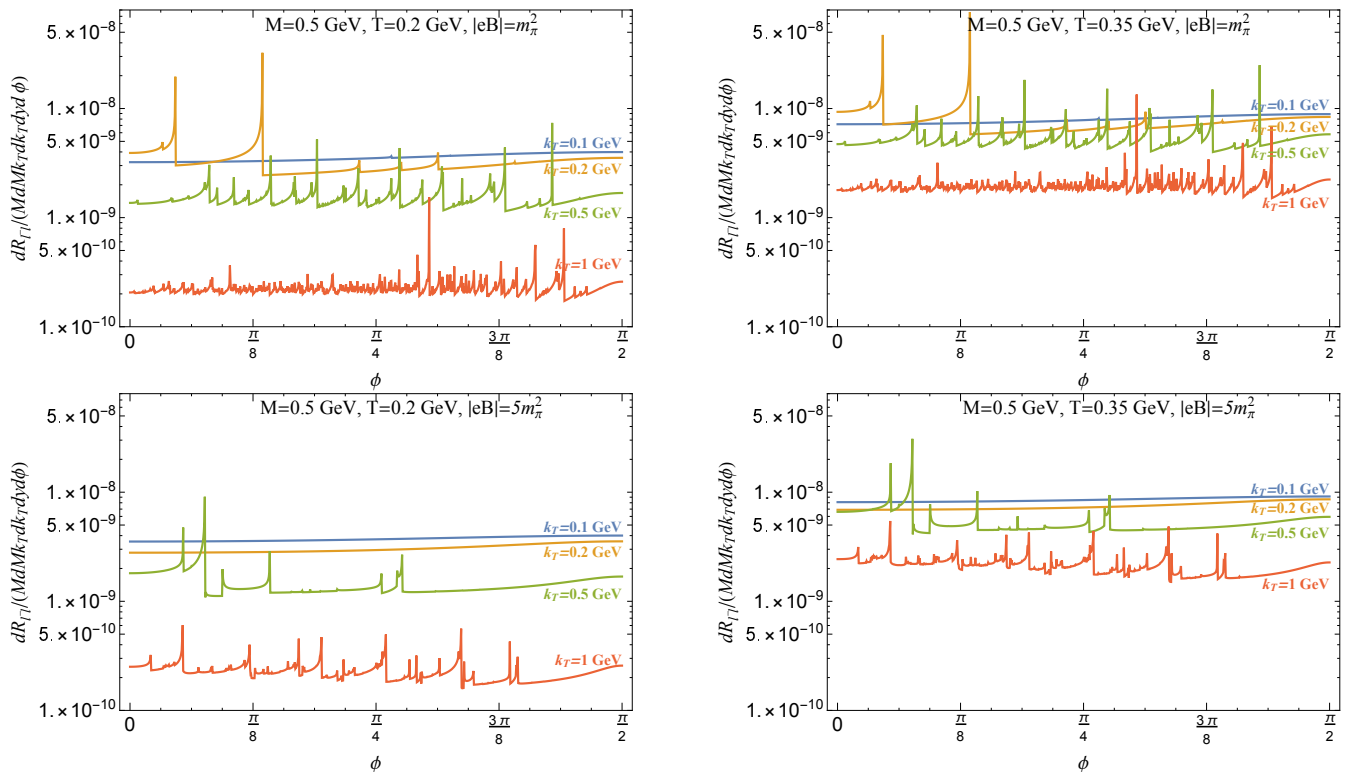 M=0.5 GeV, T=0.2 GeV, |eB|=m_π^2
5.×10^-8
1.×10^-8
5.×10^-9
1.×10^-9
5.×10^-10
1.×10^-10
dR_{l\bar{l}}/(MdMk_Tdk_Tdydϕ)
k_T=0.1 GeV
k_T=0.2 GeV
k_T=0.5 GeV
k_T=1 GeV
0 π/8 π/4 3π/8 π/2
ϕ
M=0.5 GeV, T=0.35 GeV, |eB|=m_π^2
5.×10^-8
1.×10^-8
5.×10^-9
1.×10^-9
5.×10^-10
1.×10^-10
dR_{l\bar{l}}/(MdMk_Tdk_Tdydϕ)
k_T=0.1 GeV
k_T=0.2 GeV
k_T=0.5 GeV
k_T=1 GeV
0 π/8 π/4 3π/8 π/2
ϕ
M=0.5 GeV, T=0.2 GeV, |eB|=5m_π^2
5.×10^-8
1.×10^-8
5.×10^-9
1.×10^-9
5.×10^-10
1.×10^-10
dR_{l\bar{l}}/(MdMk_Tdk_Tdydϕ)
k_T=0.1 GeV
k_T=0.2 GeV
k_T=0.5 GeV
k_T=1 GeV
0 π/8 π/4 3π/8 π/2
ϕ
M=0.5 GeV, T=0.35 GeV, |eB|=5m_π^2
5.×10^-8
1.×10^-8
5.×10^-9
1.×10^-9
5.×10^-10
1.×10^-10
dR_{l\bar{l}}/(MdMk_Tdk_Tdydϕ)
k_T=0.1 GeV
k_T=0.2 GeV
k_T=0.5 GeV
k_T=1 GeV
0 π/8 π/4 3π/8 π/2
ϕ